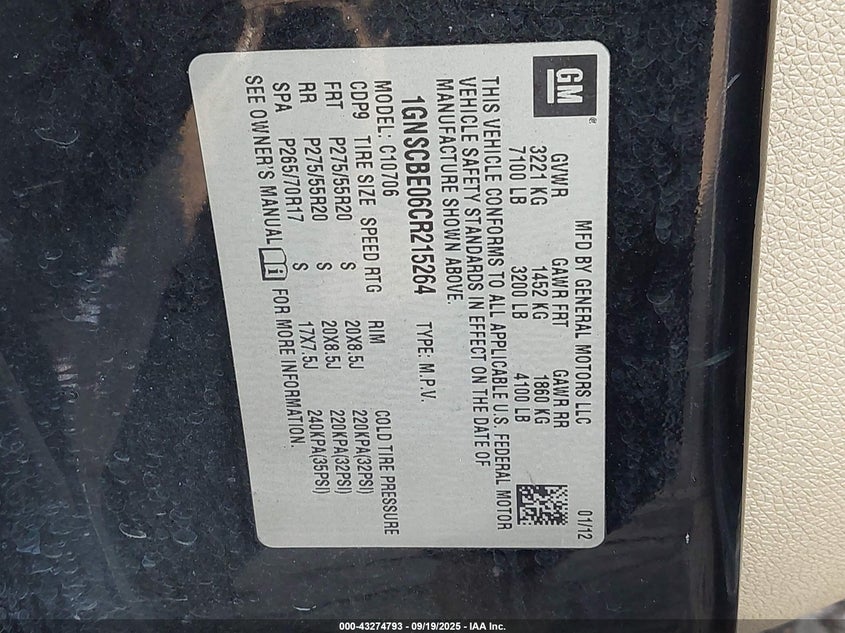 GM ®
MFD BY GENERAL MOTORS LLC 01/12
GVWR GAWR FRT GAWR RR
3221 KG 1452 KG 1860 KG
7100 LB 3200 LB 4100 LB
THIS VEHICLE CONFORMS TO ALL APPLICABLE U.S. FEDERAL MOTOR
VEHICLE SAFETY STANDARDS IN EFFECT ON THE DATE OF
MANUFACTURE SHOWN ABOVE.
1GNSCBE06CR215264 TYPE: M.P.V.
MODEL: C10706
CDP9 TIRE SIZE SPEED RTG RIM COLD TIRE PRESSURE
FRT P275/55R20 S 20X8.5J 220KPA(32PSI)
RR P275/55R20 S 20X8.5J 220KPA(32PSI)
SPA P265/70R17 S 17X7.5J 240KPA(35PSI)
SEE OWNER'S MANUAL FOR MORE INFORMATION.
000-43274793 - 09/19/2025 - IAA Inc.